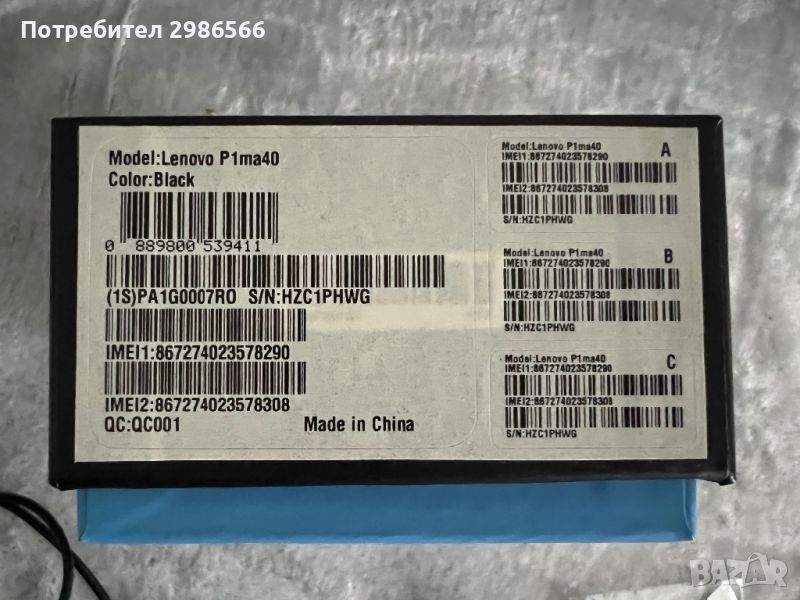 Потребител 2986566
Model:Lenovo P1ma40
Color:Black
0 889800 539411
(1S)PA1G0007RO S/N:HZC1PHWG
IMEI1:867274023578290
IMEI2:867274023578308
QC:QC001 Made in China
Model:Lenovo P1ma40 A
IMEI1:867274023578290
IMEI2:867274023578308
S/N:HZC1PHWG
Model:Lenovo P1ma40 B
IMEI1:867274023578290
IMEI2:867274023578308
S/N:HZC1PHWG
Model:Lenovo P1ma40 C
IMEI1:867274023578290
IMEI2:867274023578308
S/N:HZC1PHWG
BAZAR